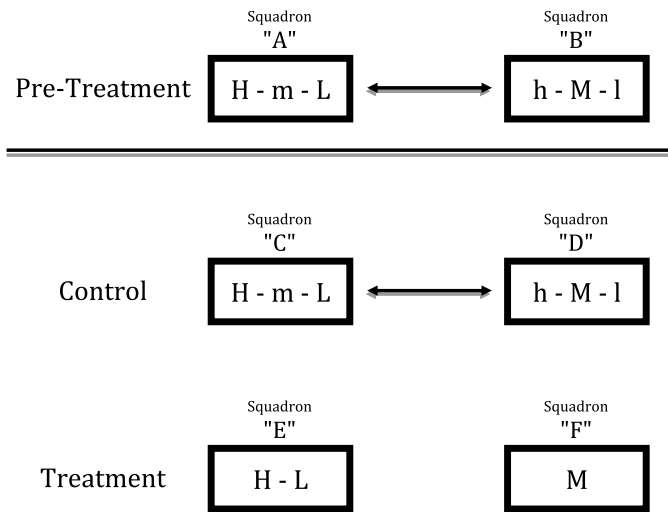 Squadron
"A"
Squadron
"B"
Pre-Treatment
H - m - L
h - M - l
Squadron
"C"
Squadron
"D"
Control
H - m - L
h - M - l
Squadron
"E"
Squadron
"F"
Treatment
H - L
M